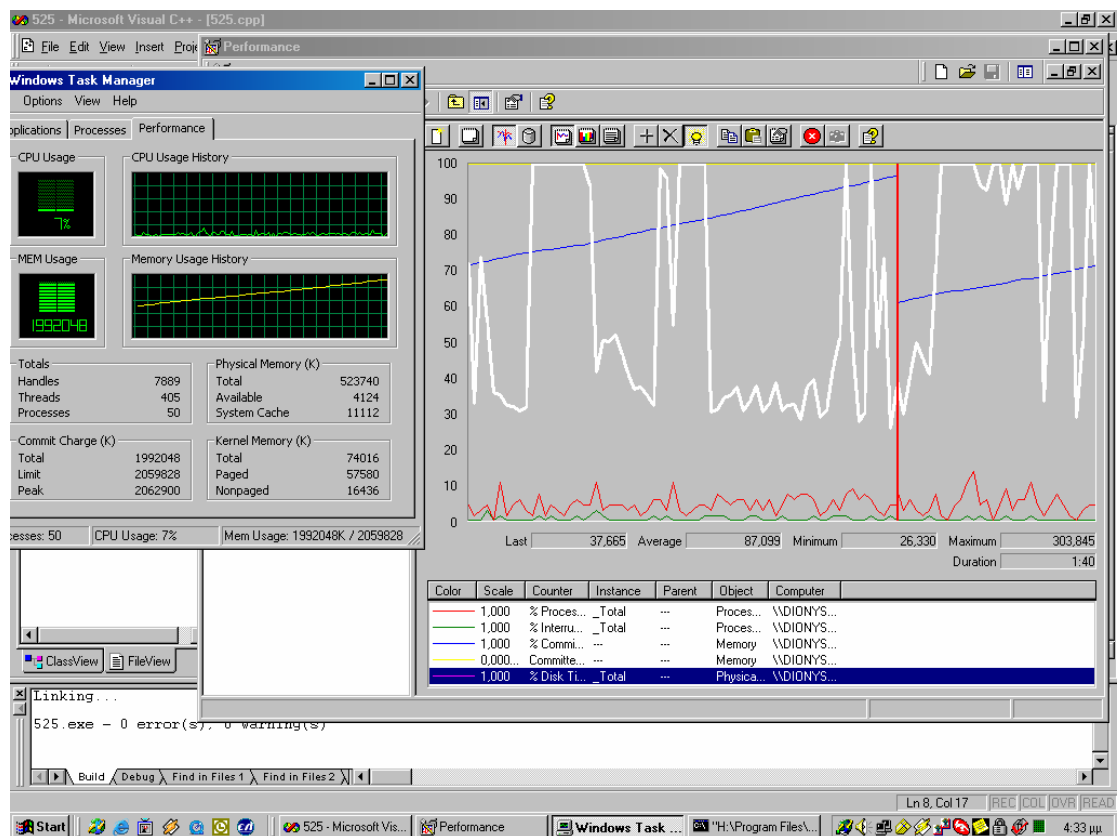 525 - Microsoft Visual C++ - [525.cpp]
File Edit View Insert Proje
Performance
Windows Task Manager
Options View Help
plications Processes Performance
CPU Usage CPU Usage History
7%
MEM Usage Memory Usage History
1992048
Totals
Handles 7889
Threads 405
Processes 50
Physical Memory (K)
Total 523740
Available 4124
System Cache 11112
Commit Charge (K)
Total 1992048
Limit 2059828
Peak 2062900
Kernel Memory (K)
Total 74016
Paged 57580
Nonpaged 16436
cesses: 50 CPU Usage: 7% Mem Usage: 1992048K / 2059828
100
90
80
70
60
50
40
30
20
10
0
Last 37,665 Average 87,099 Minimum 26,330 Maximum 303,845
Duration 1:40
Color Scale Counter Instance Parent Object Computer
1,000 % Proces... _Total --- Proces... \\DIONYS...
1,000 % Interru... _Total --- Proces... \\DIONYS...
1,000 % Commi... --- --- Memory \\DIONYS...
0,000... Committe... --- --- Memory \\DIONYS...
1,000 % Disk Ti... _Total --- Physica... \\DIONYS...
ClassView FileView
Linking...
525.exe - 0 error(s), 0 warning(s)
Build Debug Find in Files 1 Find in Files 2
Ln 8, Col 17 REC COL OVR READ
Start 525 - Microsoft Vis... Performance Windows Task ... "H:\Program Files\... 4:33 μμ